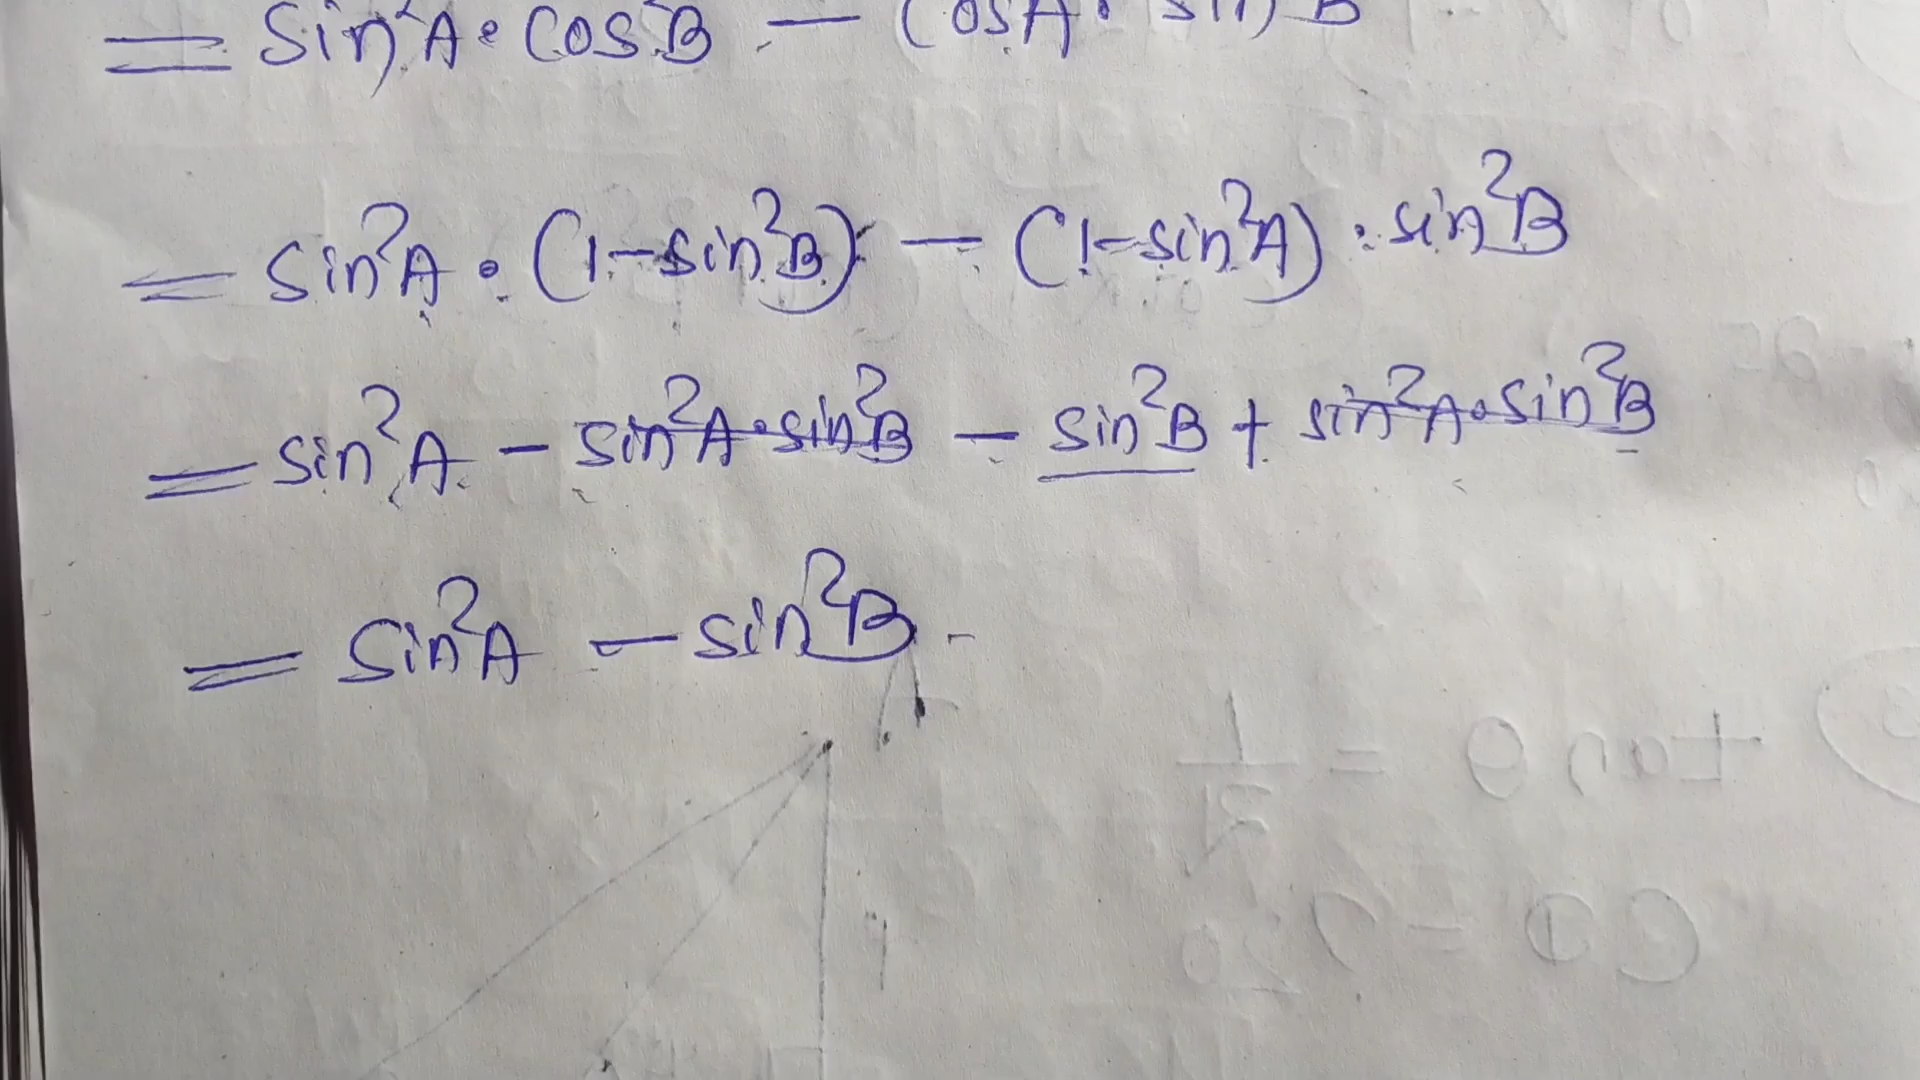 = Sin²A • Cos²B - Cos²A • Sin²B
= Sin²A • (1-sin²B) - (1-sin²A) • sin²B
= sin²A - sin²A•sin²B - sin²B + sin²A•sin²B
= Sin²A - sin²B